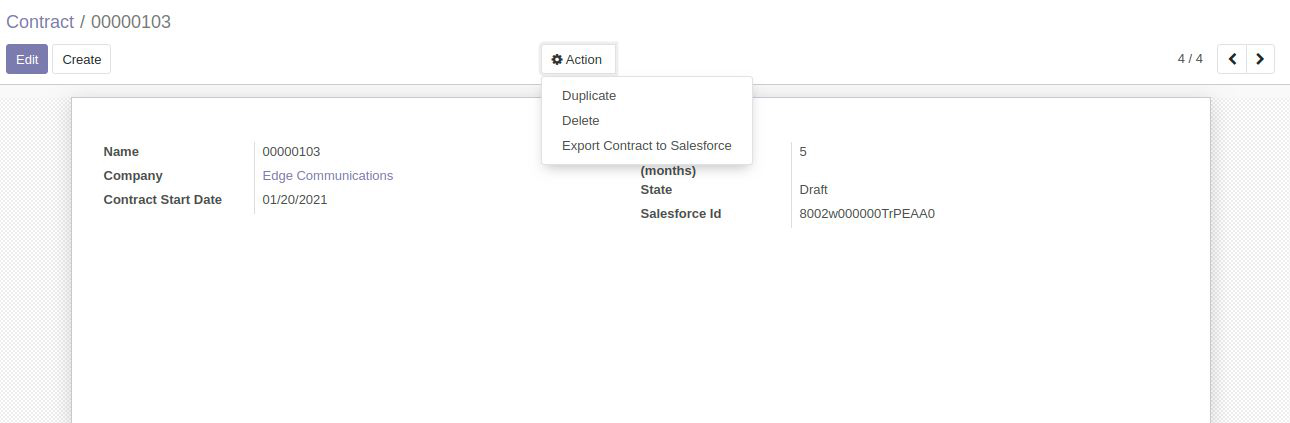 Contract / 00000103
Edit Create Action 4 / 4
Duplicate
Delete
Export Contract to Salesforce
Name 00000103 5
(months)
Company Edge Communications
State Draft
Contract Start Date 01/20/2021
Salesforce Id 8002w000000TrPEAA0